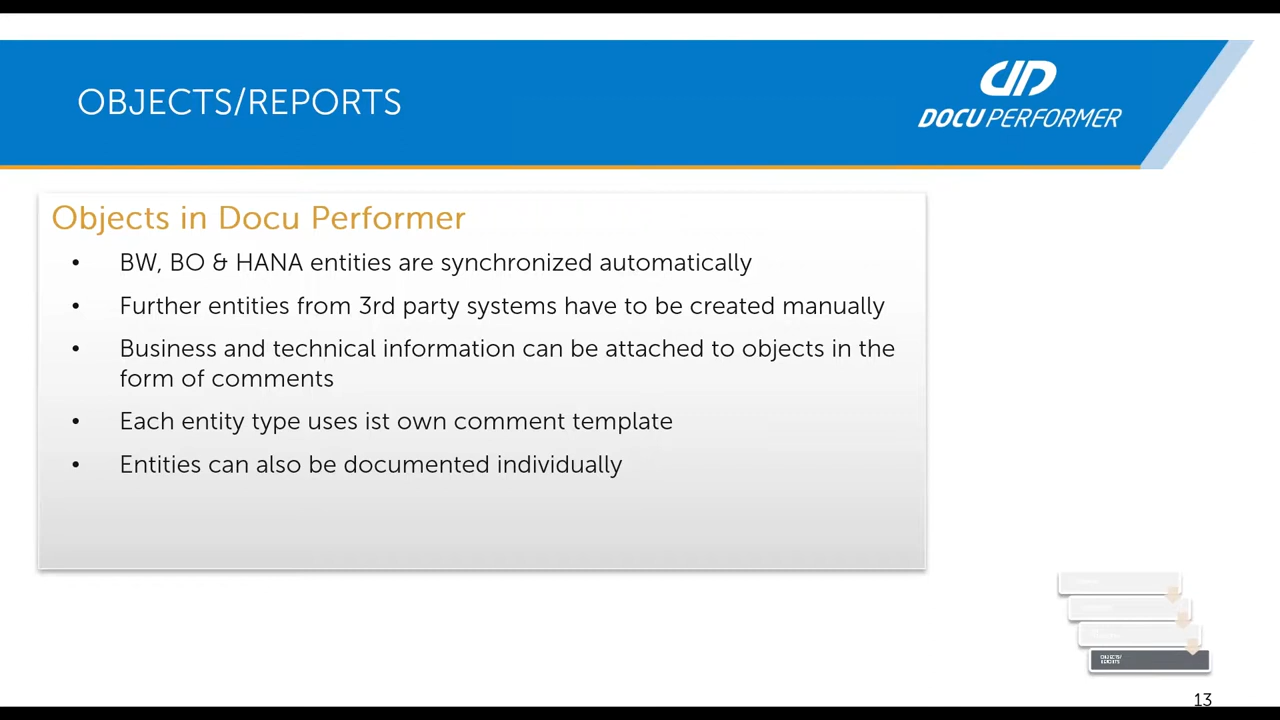 OBJECTS/REPORTS
DOCU PERFORMER
Objects in Docu Performer
• BW, BO & HANA entities are synchronized automatically
• Further entities from 3rd party systems have to be created manually
• Business and technical information can be attached to objects in the
form of comments
• Each entity type uses ist own comment template
• Entities can also be documented individually
OBJECTS/
REPORTS
13